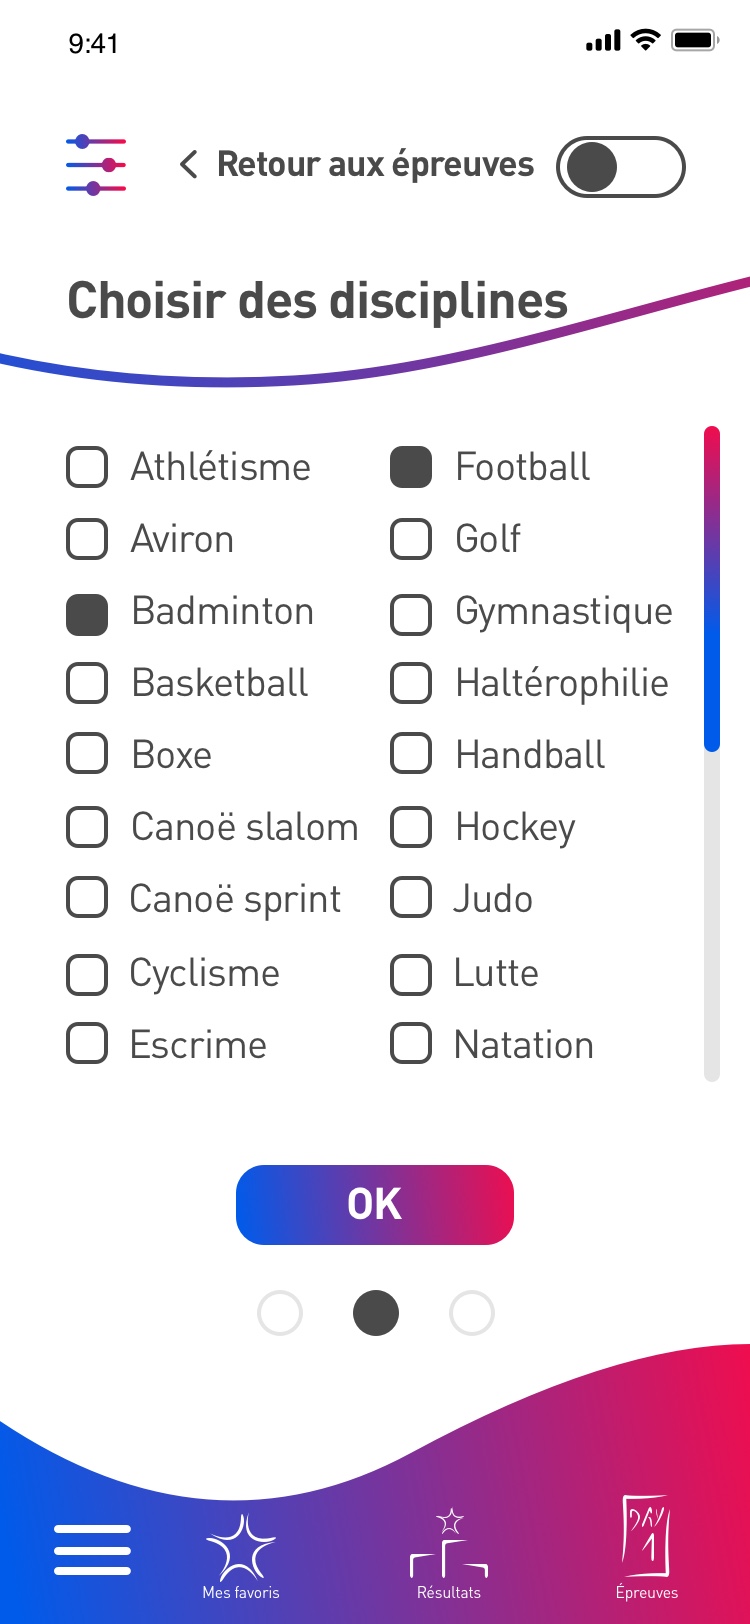 9:41
Retour aux épreuves
Choisir des disciplines
Athlétisme
Football
Aviron
Golf
Badminton
Gymnastique
Basketball
Haltérophilie
Boxe
Handball
Canoë slalom
Hockey
Canoë sprint
Judo
Cyclisme
Lutte
Escrime
Natation
OK
DAY
1
Mes favoris
Résultats
Épreuves